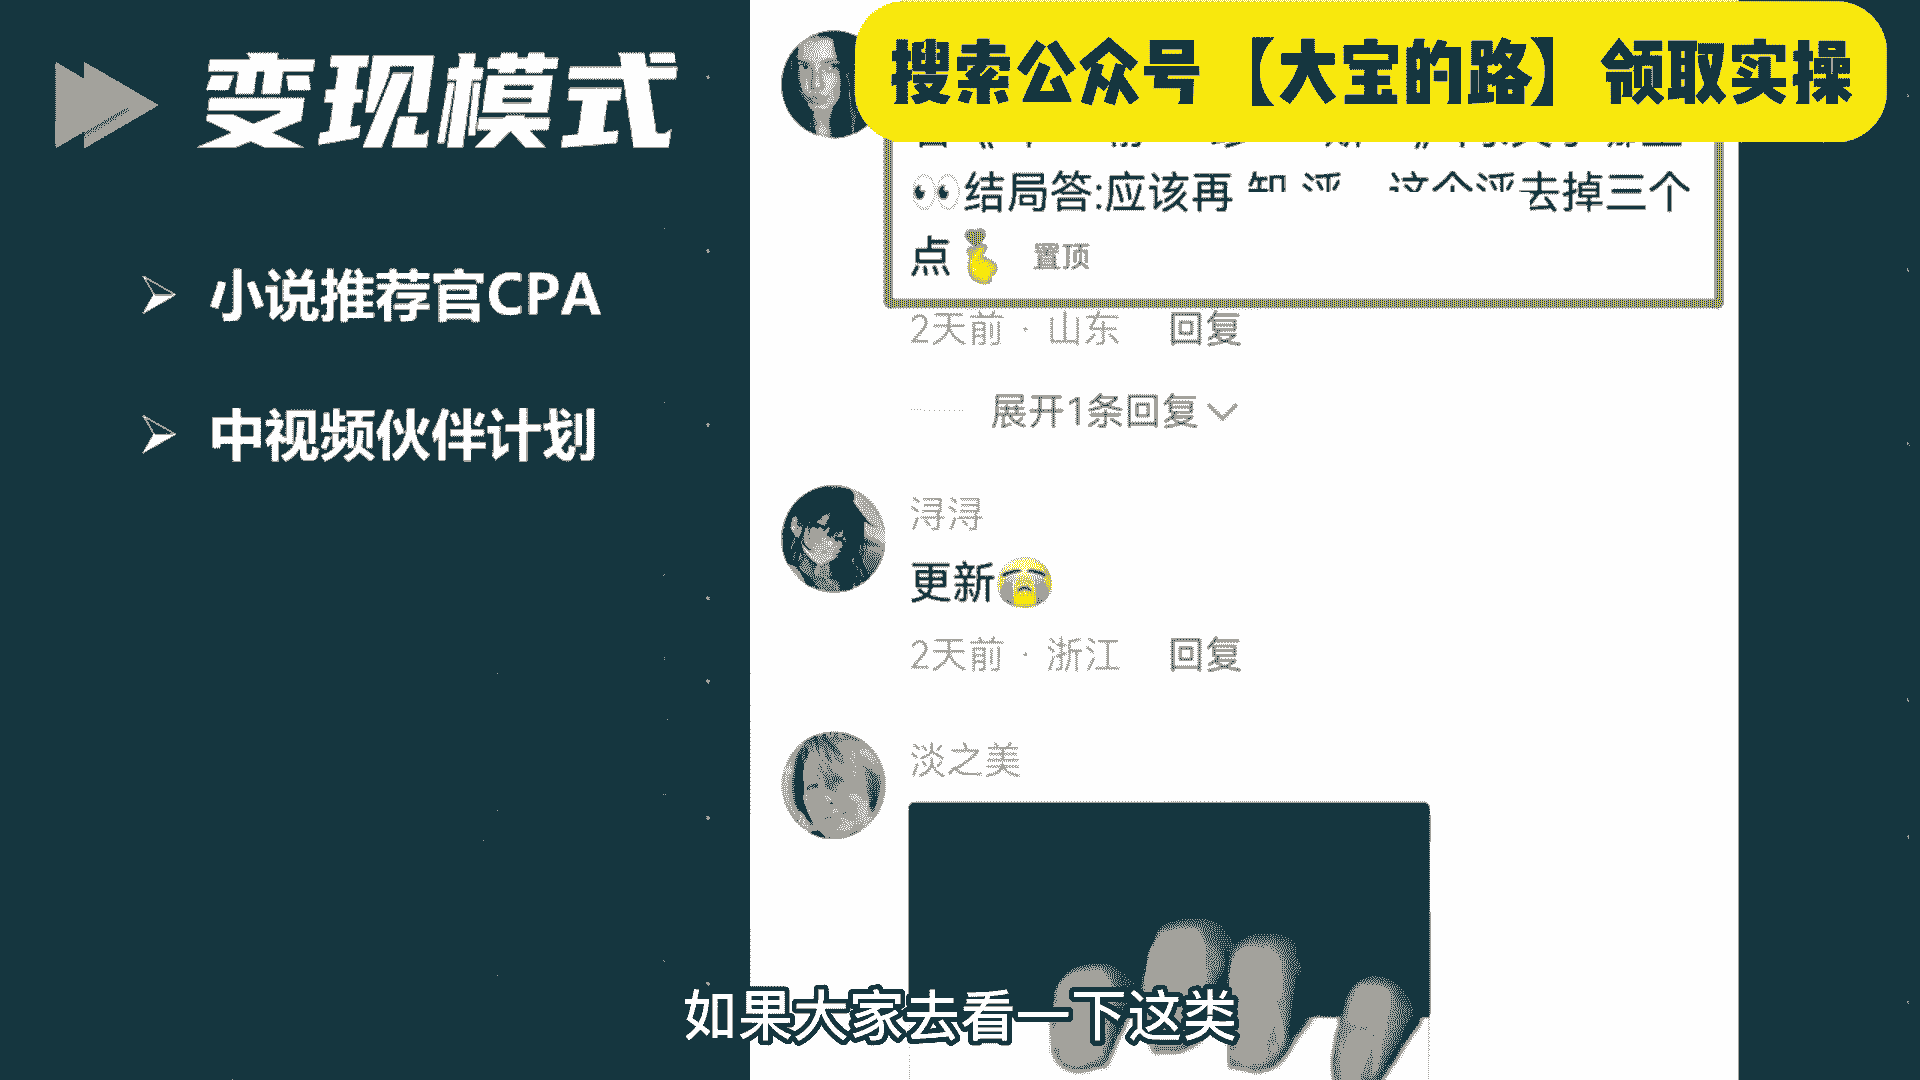 变现模式
小说推荐官CPA
中视频伙伴计划
搜索公众号【大宝的路】 领取实操
👀结局答:应该再 去掉三个
点 置顶
2天前 · 山东 回复
展开1条回复
浔浔
更新😭
2天前 · 浙江 回复
淡之美
如果大家去看一下这类